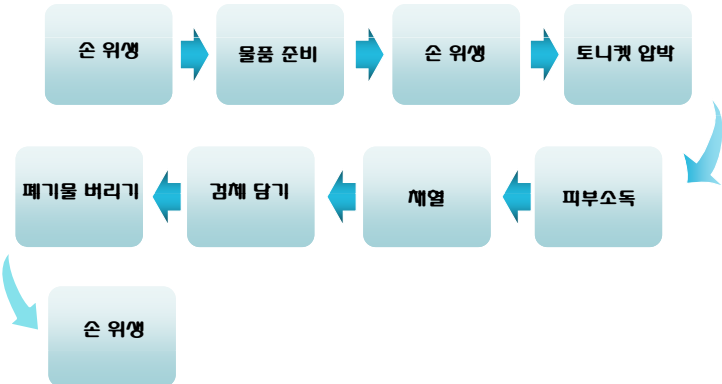 손 위생
물품 준비
손 위생
토니켓 압박
피부소독
채혈
검체 담기
폐기물 버리기
손 위생